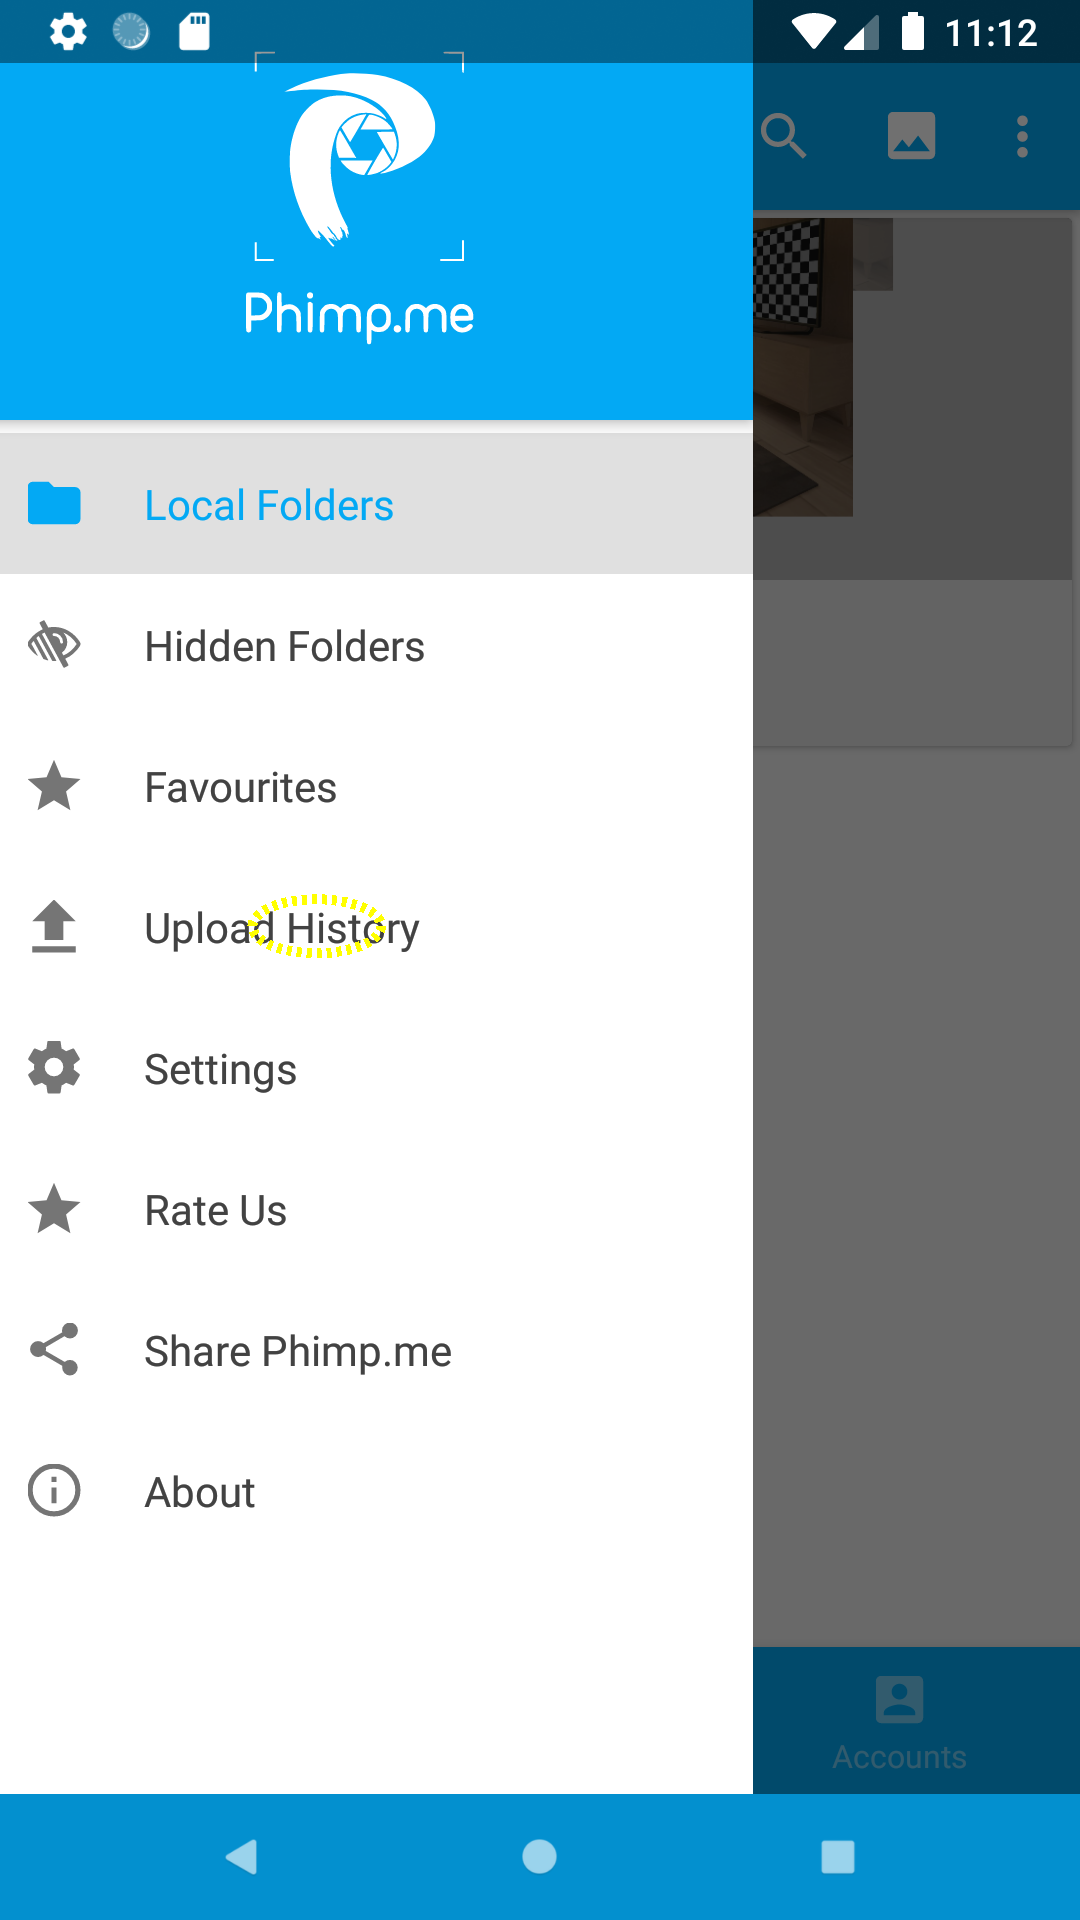 11:12
Phimp.me
Local Folders
Hidden Folders
Favourites
Upload History
Settings
Rate Us
Share Phimp.me
About
Accounts